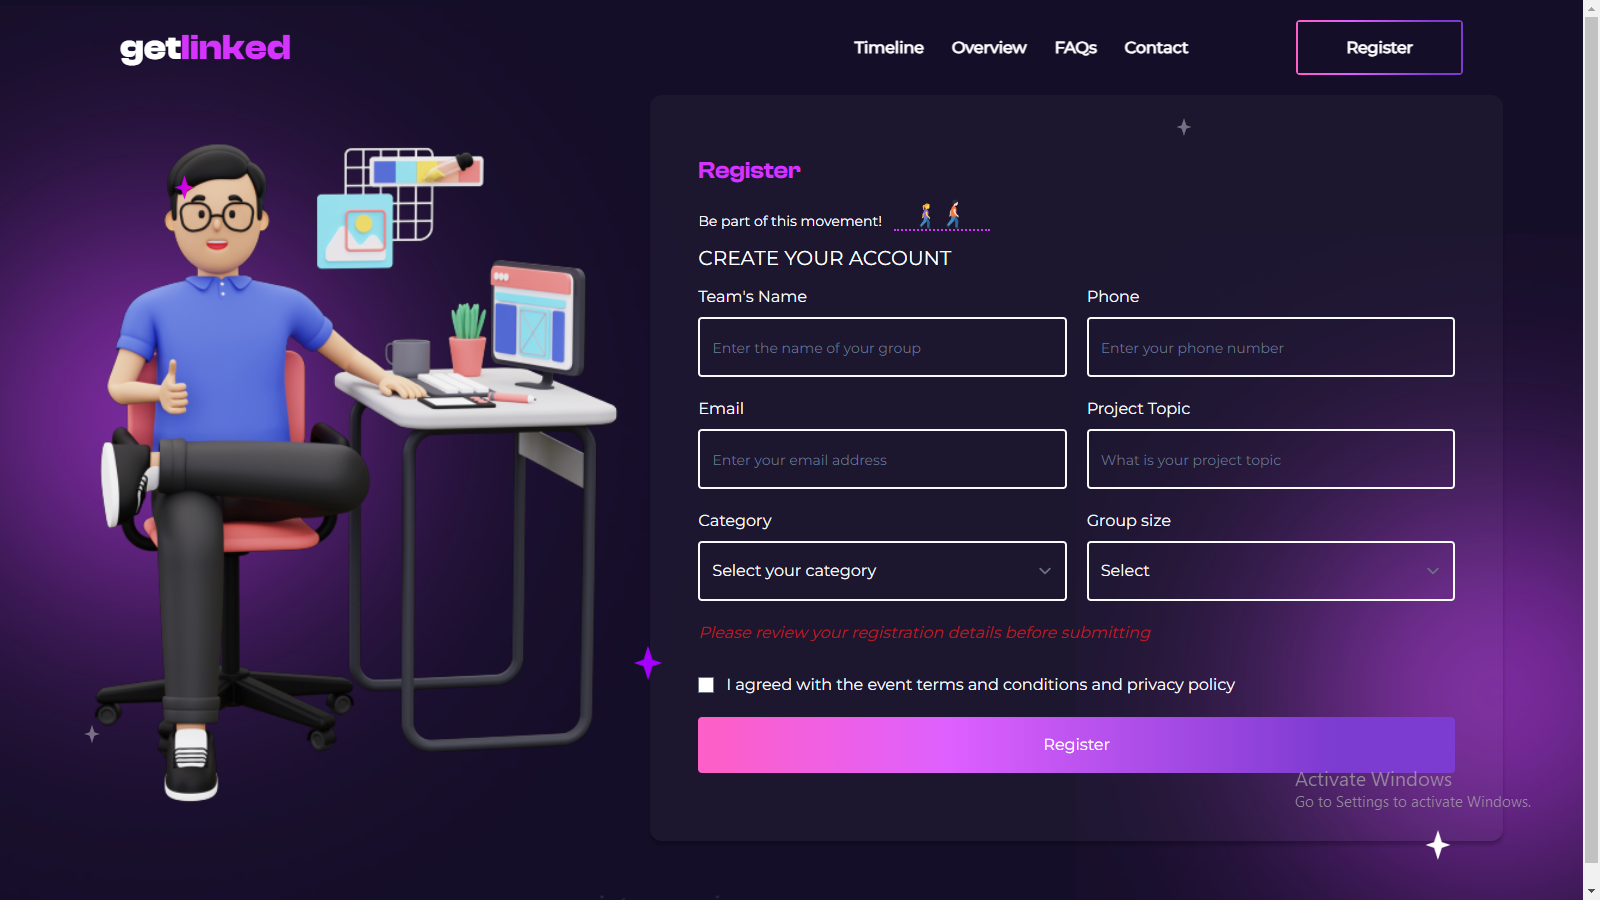 getlinked
Timeline Overview FAQs Contact Register
Register
Be part of this movement!
CREATE YOUR ACCOUNT
Team's Name
Phone
Enter the name of your group
Enter your phone number
Email
Project Topic
Enter your email address
What is your project topic
Category
Group size
Select your category
Select
Please review your registration details before submitting
I agreed with the event terms and conditions and privacy policy
Register
Activate Windows
Go to Settings to activate Windows.